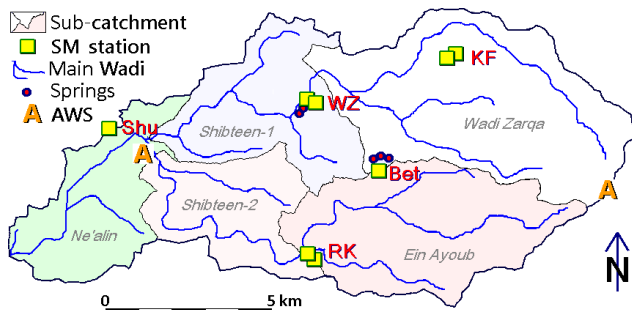 Sub-catchment
SM station
Main Wadi
Springs
A AWS
KF
WZ
Shu
Shibteen-1
Wadi Zarqa
A
Bet
A
Shibteen-2
Ne'alin
RK
Ein Ayoub
N
0 5 km